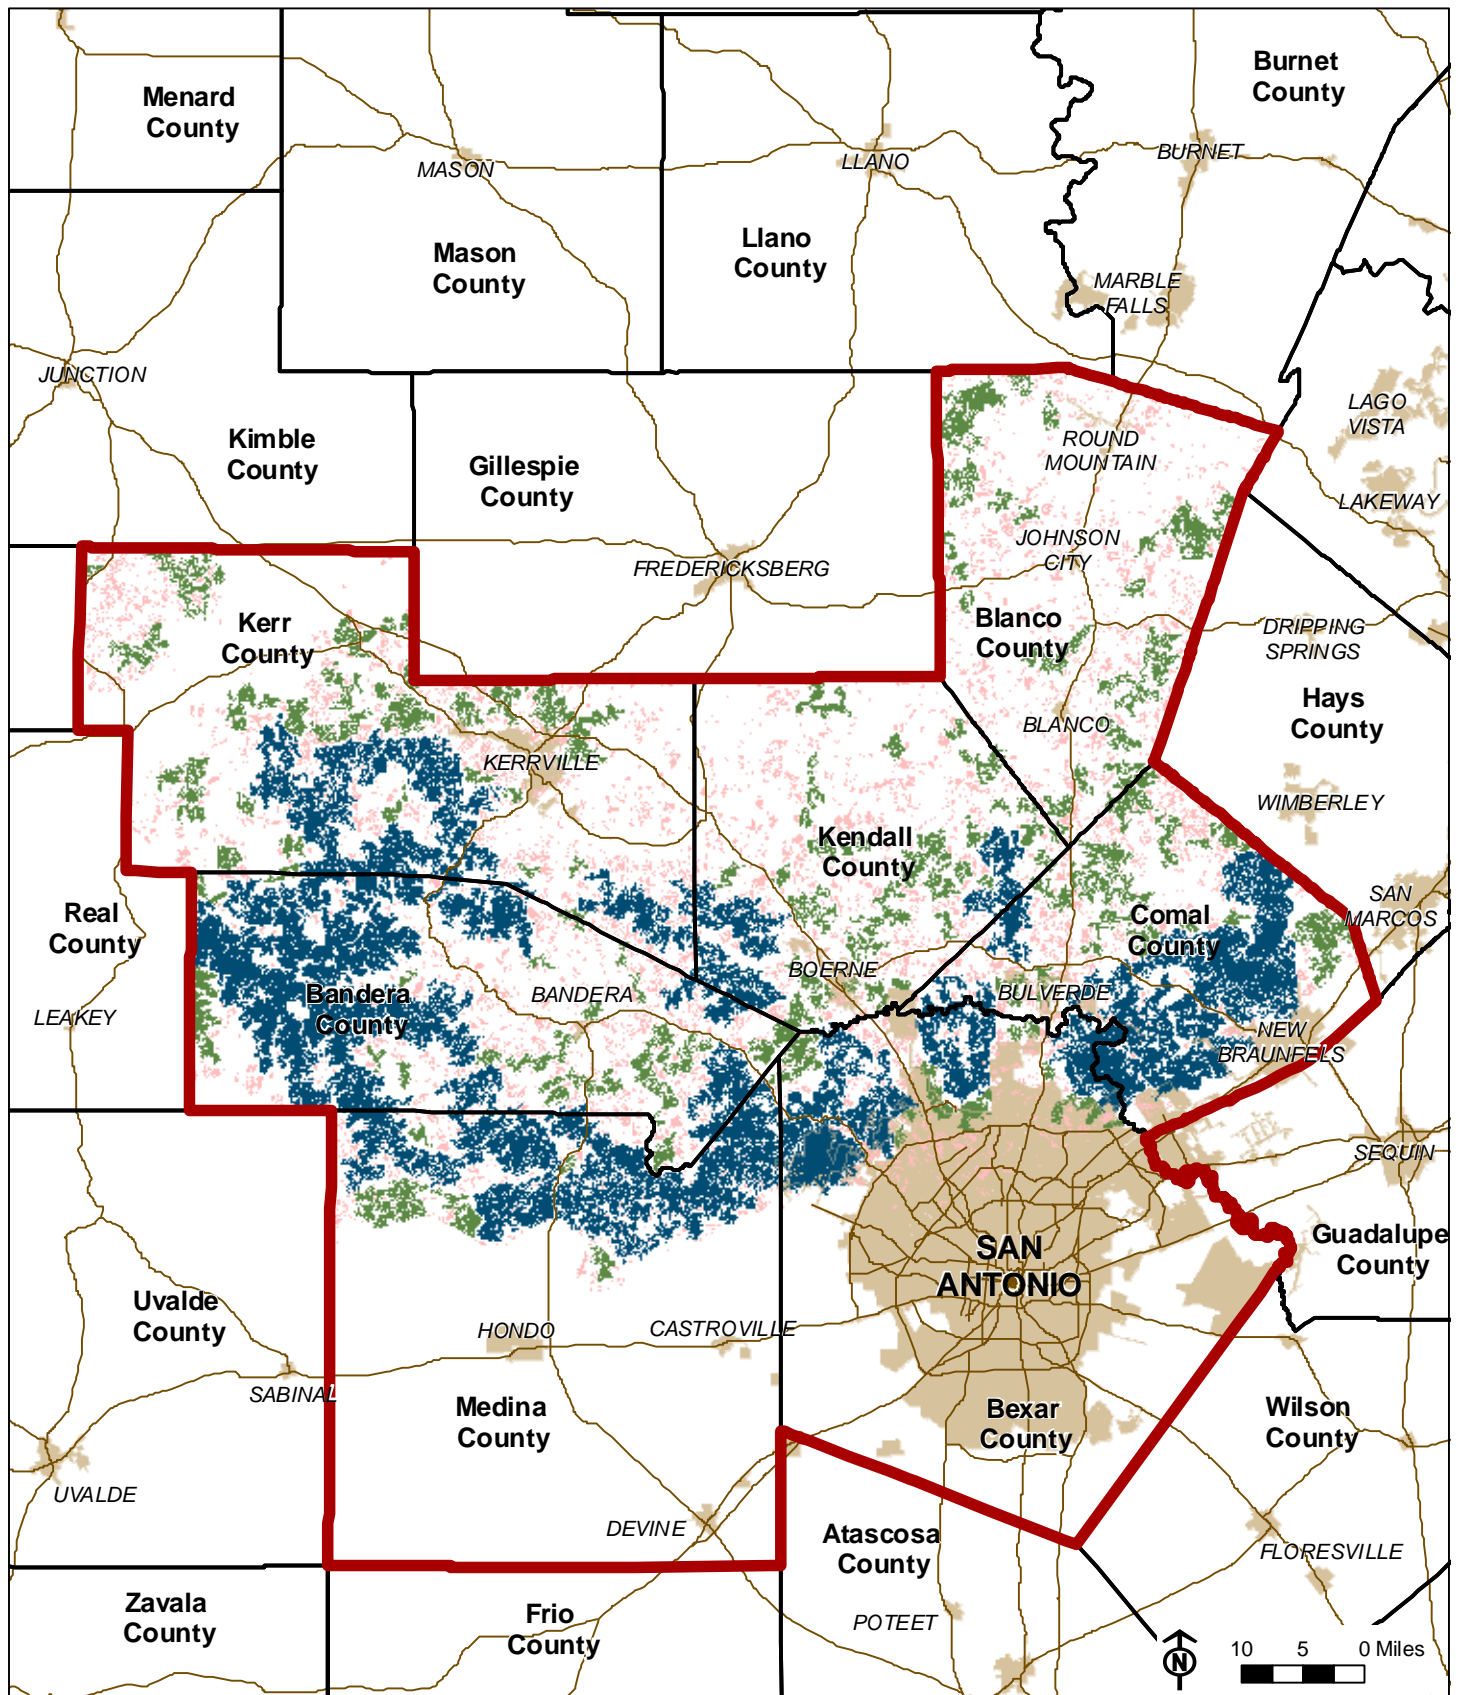 Burnet
County
Menard
County
BURNET
MASON
LLANO
Llano
County
Mason
County
MARBLE
FALLS
JUNCTION
LAGO
VISTA
Kimble
County
ROUND
MOUNTAIN
Gillespie
County
LAKEWAY
JOHNSON
CITY
FREDERICKSBERG
Kerr
County
Blanco
County
DRIPPING
SPRINGS
Hays
County
BLANCO
KERRVILLE
WIMBERLEY
Kendall
County
Real
County
SAN
MARCOS
Comal
County
BOERNE
Bandera
County
BANDERA
BULVERDE
LEAKEY
NEW
BRAUNFELS
SEQUIN
SAN
ANTONIO
Guadalupe
County
Uvalde
County
HONDO
CASTROVILLE
SABINAL
Medina
County
Bexar
County
Wilson
County
UVALDE
DEVINE
Atascosa
County
FLORESVILLE
Zavala
County
Frio
County
POTEET
N
10 5 0 Miles